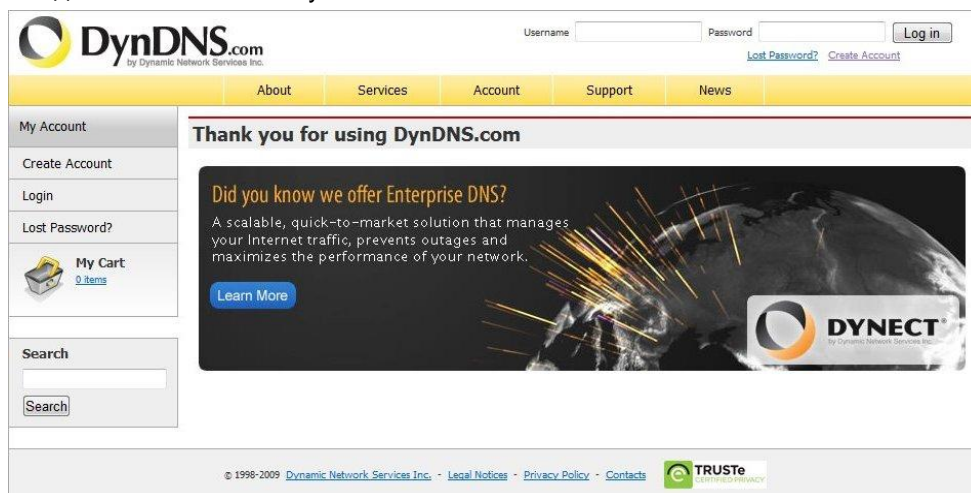 DynDNS.com
by Dynamic Network Services Inc.
Username
Password
Log in
Lost Password? Create Account
About Services Account Support News
My Account
Create Account
Login
Lost Password?
My Cart
0 items
Search
Search
Thank you for using DynDNS.com
Did you know we offer Enterprise DNS?
A scalable, quick-to-market solution that manages
your Internet traffic, prevents outages and
maximizes the performance of your network.
Learn More
DYNECT
by Dynamic Network Services Inc.
© 1998-2009 Dynamic Network Services Inc. - Legal Notices - Privacy Policy - Contacts
TRUSTe
CERTIFIED PRIVACY